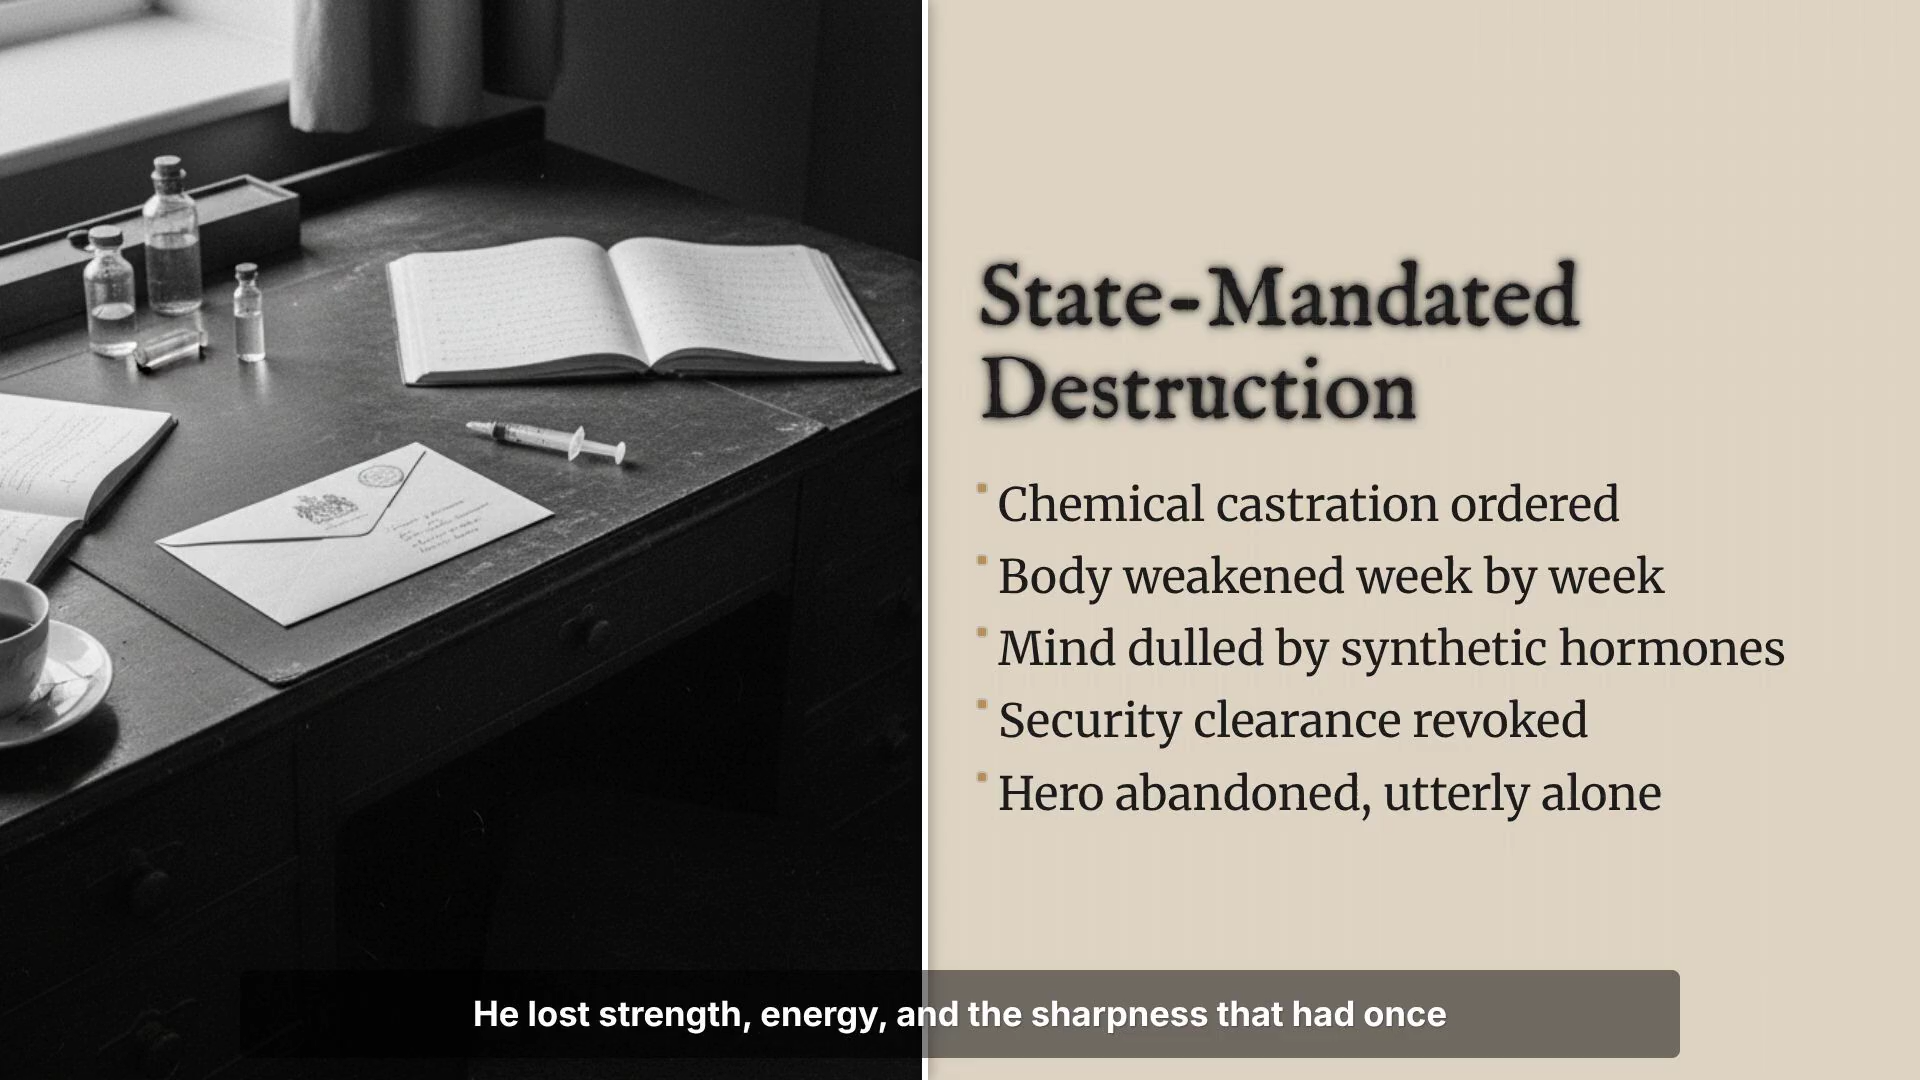 State-Mandated
Destruction
Chemical castration ordered
Body weakened week by week
Mind dulled by synthetic hormones
Security clearance revoked
Hero abandoned, utterly alone
He lost strength, energy, and the sharpness that had once